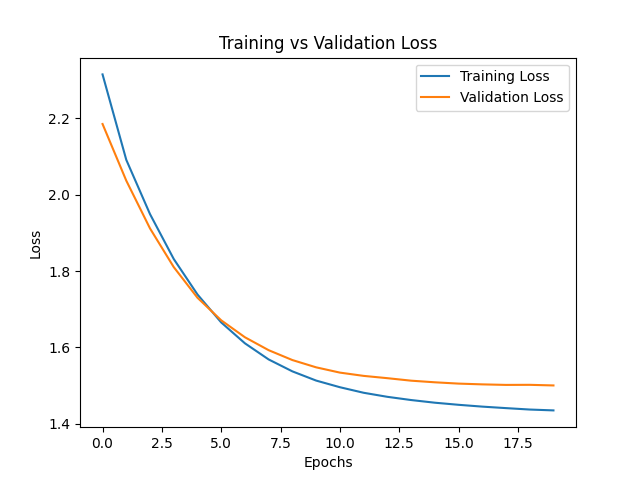 Training vs Validation Loss
Training Loss
Validation Loss
Loss
2.2
2.0
1.8
1.6
1.4
0.0 2.5 5.0 7.5 10.0 12.5 15.0 17.5
Epochs